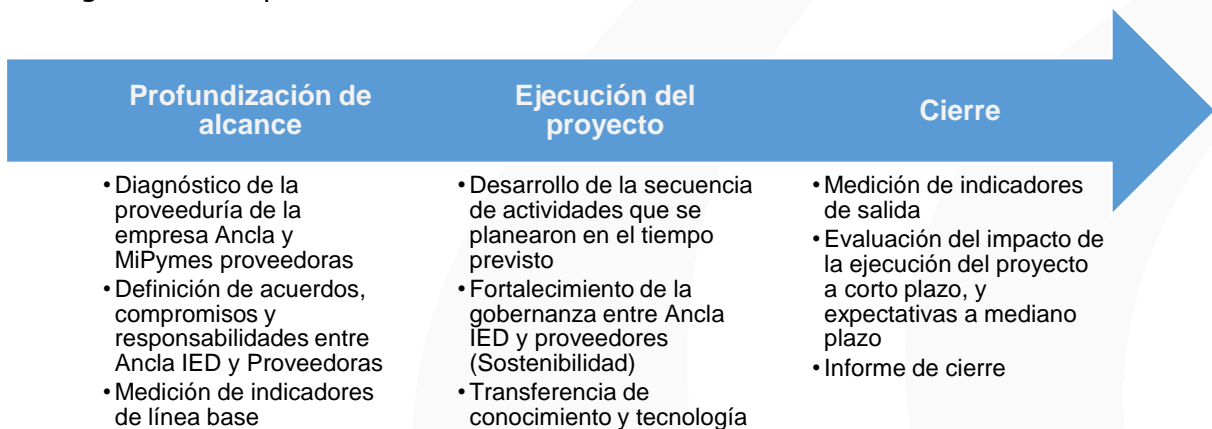 Profundización de
alcance
• Diagnóstico de la
proveeduría de la
empresa Ancla y
MiPymes proveedoras
• Definición de acuerdos,
compromisos y
responsabilidades entre
Ancla IED y Proveedoras
• Medición de indicadores
de línea base
Ejecución del
proyecto
• Desarrollo de la secuencia
de actividades que se
planearon en el tiempo
previsto
• Fortalecimiento de la
gobernanza entre Ancla
IED y proveedores
(Sostenibilidad)
• Transferencia de
conocimiento y tecnología
Cierre
• Medición de indicadores
de salida
• Evaluación del impacto de
la ejecución del proyecto
a corto plazo, y
expectativas a mediano
plazo
• Informe de cierre